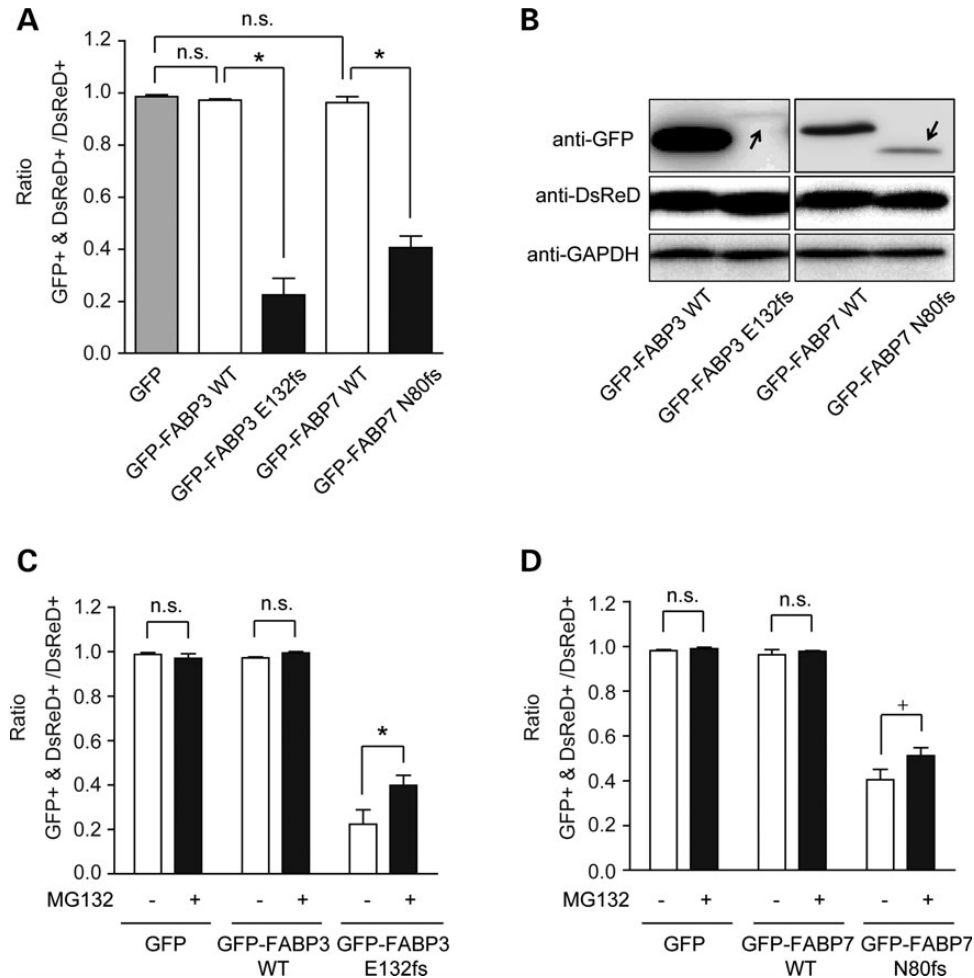 A
n.s.
n.s.
*
*
1.2
1.0
0.8
0.6
0.4
0.2
0.0
Ratio
GFP+ & DsReD+ /DsReD+
GFP
GFP-FABP3 WT
GFP-FABP3 E132fs
GFP-FABP7 WT
GFP-FABP7 N80fs
B
anti-GFP
anti-DsReD
anti-GAPDH
GFP-FABP3 WT
GFP-FABP3 E132fs
GFP-FABP7 WT
GFP-FABP7 N80fs
C
Ratio
GFP+ & DsReD+ /DsReD+
1.2
1.0
0.8
0.6
0.4
0.2
0.0
n.s.
n.s.
*
MG132 - + - + - +
GFP GFP-FABP3 GFP-FABP3
WT E132fs
D
Ratio
GFP+ & DsReD+ /DsReD+
1.2
1.0
0.8
0.6
0.4
0.2
0.0
n.s.
n.s.
+
MG132 - + - + - +
GFP GFP-FABP7 GFP-FABP7
WT N80fs